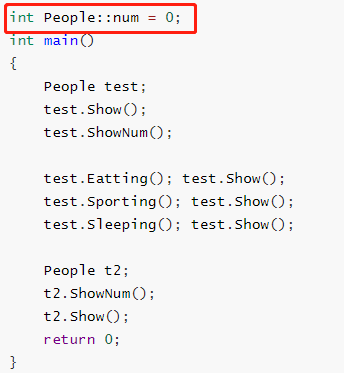 int People::num = 0;
int main()
{
People test;
test.Show();
test.ShowNum();
test.Eatting(); test.Show();
test.Sporting(); test.Show();
test.Sleeping(); test.Show();
People t2;
t2.ShowNum();
t2.Show();
return 0;
}